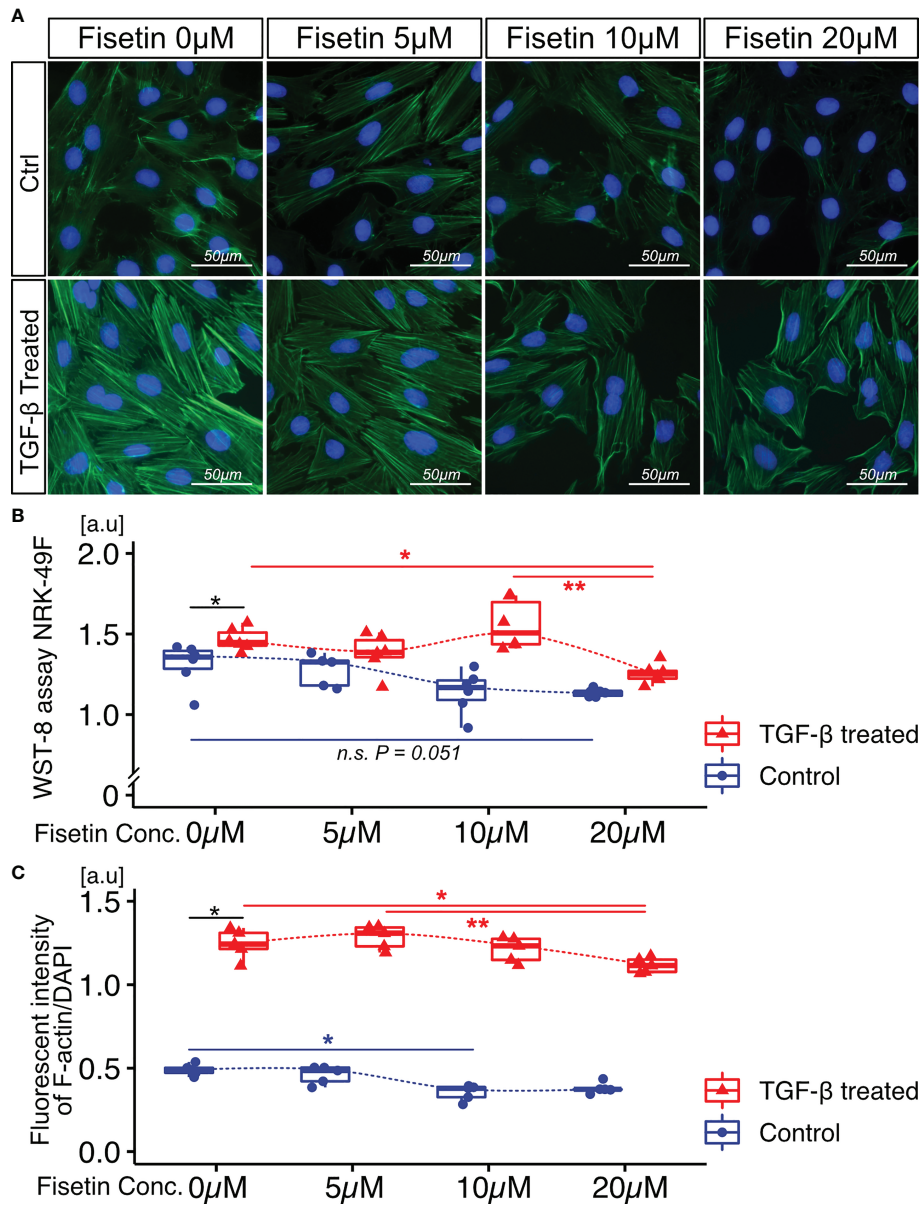 A
Fisetin 0µM Fisetin 5µM Fisetin 10µM Fisetin 20µM
Ctrl
50µm 50µm 50µm 50µm
TGF-β Treated
50µm 50µm 50µm 50µm
B
[a.u]
WST-8 assay NRK-49F
2.0
1.5
1.0
0
*
*
**
n.s. P = 0.051
TGF-β treated
Control
Fisetin Conc. 0µM 5µM 10µM 20µM
C
[a.u]
Fluorescent intensity
of F-actin/DAPI
1.5
1.0
0.5
0.0
*
*
**
*
TGF-β treated
Control
Fisetin Conc. 0µM 5µM 10µM 20µM